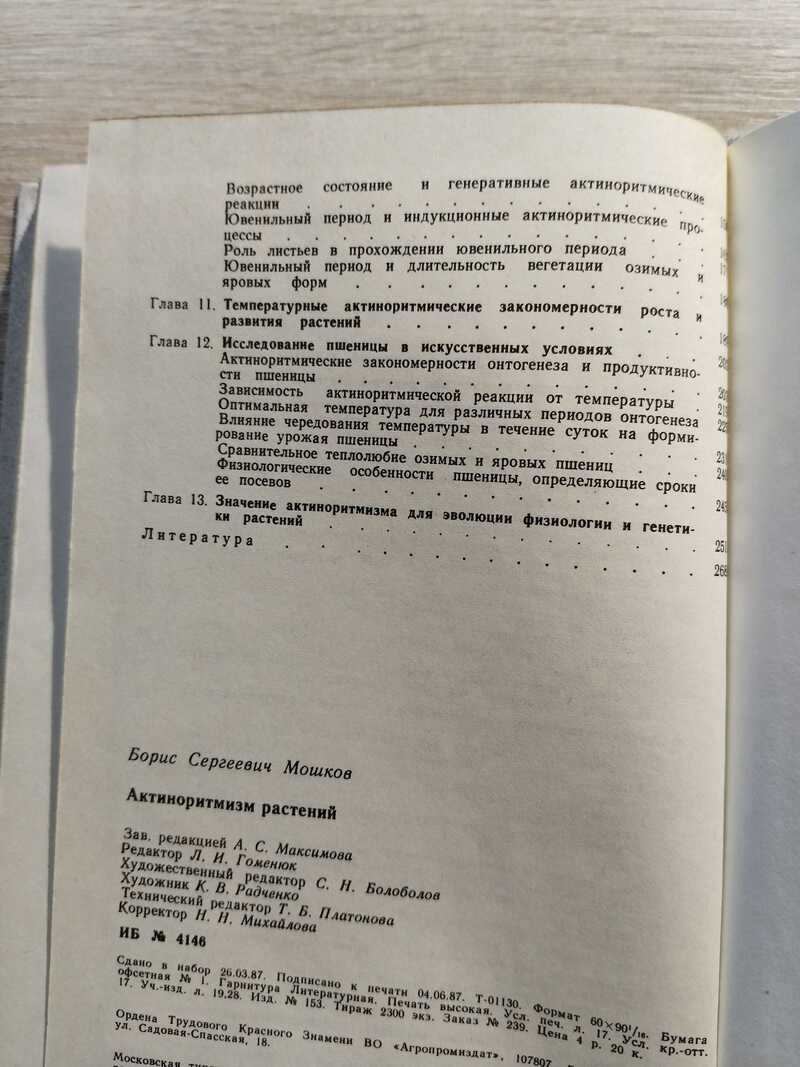 Возрастное состояние и генеративные актиноритмические
реакции . . . . . . . . . . . . . .
Ювенильный период и индукционные актиноритмические про-
цессы . . . . . . . . . . . . . .
Роль листьев в прохождении ювенильного периода . . .
Ювенильный период и длительность вегетации озимых и
яровых форм . . . . . . . . . . . .
Глава 11. Температурные актиноритмические закономерности роста и
развития растений . . . . . . . . . .
Глава 12. Исследование пшеницы в искусственных условиях . . .
Актиноритмические закономерности онтогенеза и продуктивно-
сти пшеницы . . . . . . . . . . . .
Зависимость актиноритмической реакции от температуры
Оптимальная температура для различных периодов онтогенеза
Влияние чередования температуры в течение суток на форми-
рование урожая пшеницы . . . . . . . . .
Сравнительное теплолюбие озимых и яровых пшениц . . .
Физиологические особенности пшеницы, определяющие сроки
ее посевов . . . . . . . . . . . .
Глава 13. Значение актиноритмизма для эволюции физиологии и генети-
ки растений . . . . . . . . . . . . 251
Литература . . . . . . . . . . . . 268
Борис Сергеевич Мошков
Актиноритмизм растений
Зав. редакцией А. С. Максимова
Редактор Л. И. Гоменюк
Художественный редактор С. Н. Болоболов
Художник К. В. Радченко
Технический редактор Т. Б. Платонова
Корректор Н. Н. Михайлова
ИБ № 4146
Сдано в набор 26.03.87. Подписано к печати 04.06.87. Т-01130. Формат 60×90¹/₁₆. Бумага
офсетная № 1. Гарнитура Литературная. Печать высокая. Усл. печ. л. 17. Усл. кр.-отт.
17. Уч.-изд. л. 19.28. Изд. № 153. Тираж 2300 экз. Заказ № 239. Цена 4 р. 20 к.
Ордена Трудового Красного Знамени ВО «Агропромиздат», 107807
ул. Садовая-Спасская, 18.
Московская